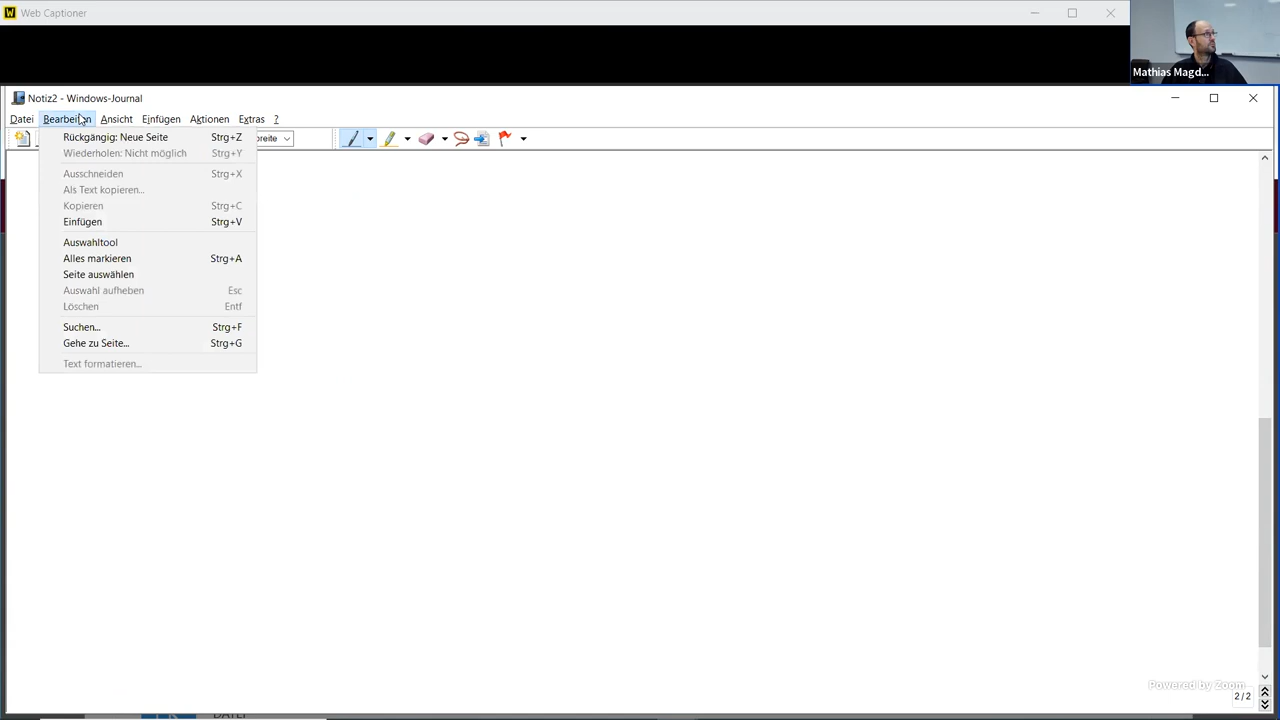 Web Captioner
Mathias Magd...
Notiz2 - Windows-Journal
Datei Bearbeiten Ansicht Einfügen Aktionen Extras ?
Rückgängig: Neue Seite Strg+Z
Wiederholen: Nicht möglich Strg+Y
Ausschneiden Strg+X
Als Text kopieren...
Kopieren Strg+C
Einfügen Strg+V
Auswahltool
Alles markieren Strg+A
Seite auswählen
Auswahl aufheben Esc
Löschen Entf
Suchen... Strg+F
Gehe zu Seite... Strg+G
Text formatieren...
Powered by Zoom
2/2